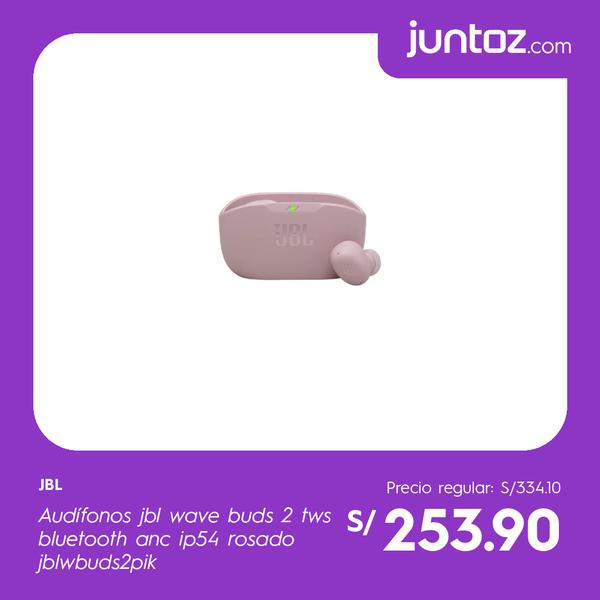 juntoz.com
JBL
JBL
Audífonos jbl wave buds 2 tws
bluetooth anc ip54 rosado
jblwbuds2pik
Precio regular: S/334.10
S/ 253.90